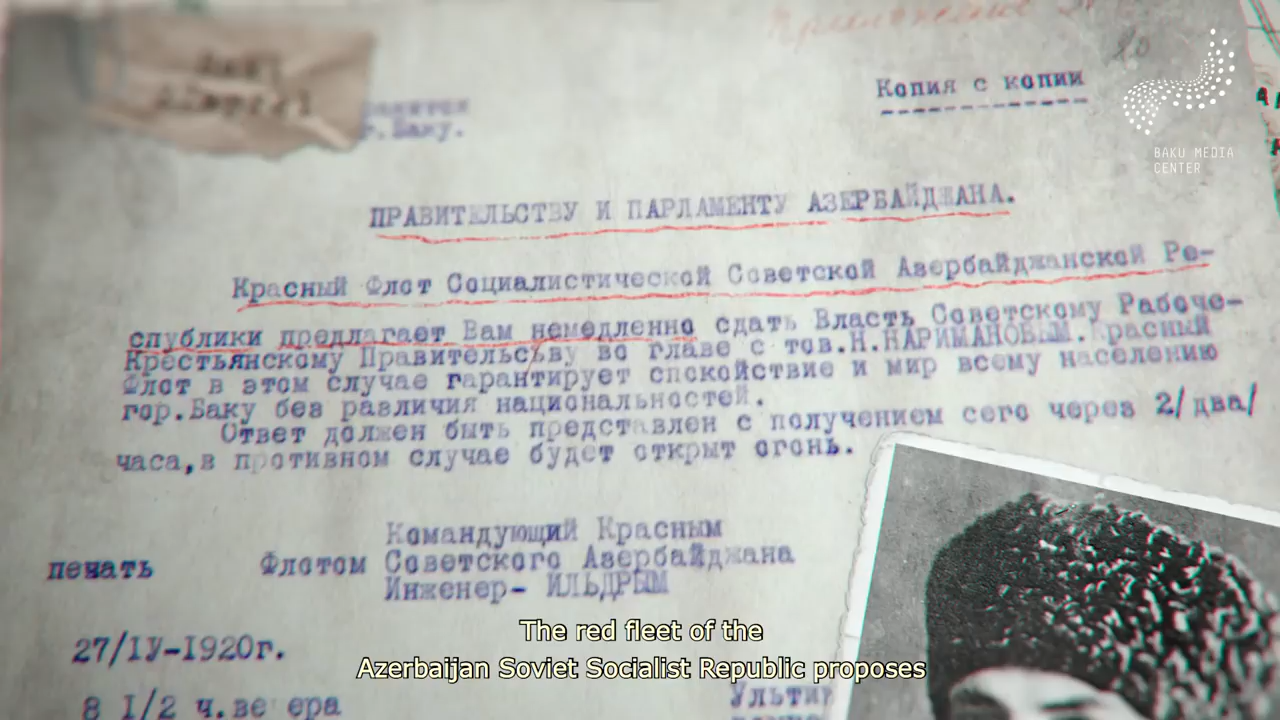 Копия с копии
BAKU MEDIA
CENTER
г.Баку.
ПРАВИТЕЛЬСТВУ И ПАРЛАМЕНТУ АЗЕРБАЙДЖАНА.
Красный Флот Социалистической Советской Азербайджанской Ре-
спублики предлагает Вам немедленно сдать Власть Советскому Рабоче-
Крестьянскому Правительсьву во главе с тов.Н.НАРИМАНОВЫМ.Красный
Флот в этом случае гарантирует спокойствие и мир всему населению
гор.Баку без различия национальностей.
Ответ должен быть представлен с получением сего через 2/два/
часа,в противном случае будет открыт огонь.
Командующий Красным
печать Флотом Советского Азербайджана
Инженер- ИЛЬДРЫМ
27/IУ-I920г.
8 I/2 ч.ве ера
The red fleet of the
Azerbaijan Soviet Socialist Republic proposes